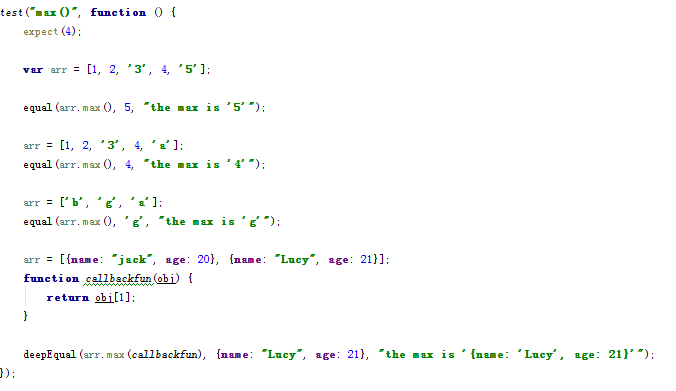 test("max()", function () {
expect(4);
var arr = [1, 2, '3', 4, '5'];
equal(arr.max(), 5, "the max is '5'");
arr = [1, 2, '3', 4, 'a'];
equal(arr.max(), 4, "the max is '4'");
arr = ['b', 'g', 'a'];
equal(arr.max(), 'g', "the max is 'g'");
arr = [{name: "jack", age: 20}, {name: "Lucy", age: 21}];
function callbackfun(obj) {
return obj[1];
}
deepEqual(arr.max(callbackfun), {name: "Lucy", age: 21}, "the max is '{name: 'Lucy', age: 21}'");
});